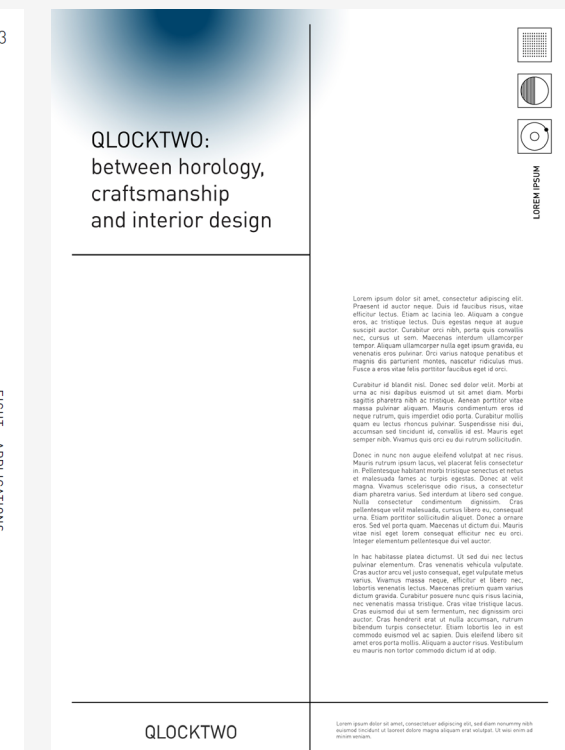 3
QLOCKTWO:
between horology,
craftsmanship
and interior design
LOREM IPSUM
Lorem ipsum dolor sit amet, consectetur adipiscing elit.
Praesent id auctor neque. Duis id faucibus risus, vitae
efficitur lectus. Etiam ac lacinia leo. Aliquam a congue
eros, ac tristique lectus. Duis egestas neque at augue
suscipit auctor. Curabitur orci nibh, porta quis convallis
nec, cursus ut sem. Maecenas interdum ullamcorper
tempor. Aliquam ullamcorper nulla eget ipsum gravida, eu
venenatis eros pulvinar. Orci varius natoque penatibus et
magnis dis parturient montes, nascetur ridiculus mus.
Fusce a eros vitae felis porttitor faucibus eget id orci.
Curabitur id blandit nisl. Donec sed dolor velit. Morbi at
urna ac nisi dapibus euismod ut sit amet diam. Morbi
sagittis pharetra nibh ac tristique. Aenean porttitor vitae
massa pulvinar aliquam. Mauris condimentum eros id
neque rutrum, quis imperdiet odio porta. Curabitur mollis
quam eu lectus rhoncus pulvinar. Suspendisse nisi dui,
accumsan sed tincidunt id, convallis id est. Mauris eget
semper nibh. Vivamus quis orci eu dui rutrum sollicitudin.
Donec in nunc non augue eleifend volutpat at nec risus.
Mauris rutrum ipsum lacus, vel placerat felis consectetur
in. Pellentesque habitant morbi tristique senectus et netus
et malesuada fames ac turpis egestas. Donec at velit
magna. Vivamus scelerisque odio risus, a consectetur
diam pharetra varius. Sed interdum at libero sed congue.
Nulla consectetur condimentum dignissim. Cras
pellentesque velit malesuada, cursus libero eu, consequat
urna. Etiam porttitor sollicitudin aliquet. Donec a ornare
eros. Sed vel porta quam. Maecenas ut dictum dui. Mauris
vitae nisl eget lorem consequat efficitur nec eu orci.
Integer elementum pellentesque dui vel auctor.
In hac habitasse platea dictumst. Ut sed dui nec lectus
pulvinar elementum. Cras venenatis vehicula vulputate.
Cras auctor arcu vel justo consequat, eget vulputate metus
varius. Vivamus massa neque, efficitur et libero nec,
lobortis venenatis lectus. Maecenas pretium quam varius
dictum gravida. Curabitur posuere nunc quis risus lacinia,
nec venenatis massa tristique. Cras vitae tristique lacus.
Cras euismod dui ut sem fermentum, nec dignissim orci
auctor. Cras hendrerit erat ut nulla accumsan, rutrum
bibendum turpis consectetur. Etiam lobortis leo in est
commodo euismod vel ac sapien. Duis eleifend libero sit
amet eros porta mollis. Aliquam a auctor risus. Vestibulum
eu mauris non tortor commodo dictum id at odip.
QLOCKTWO
Lorem ipsum dolor sit amet, consectetuer adipiscing elit, sed diam nonummy nibh
euismod tincidunt ut laoreet dolore magna aliquam erat volutpat. Ut wisi enim ad
minim veniam.